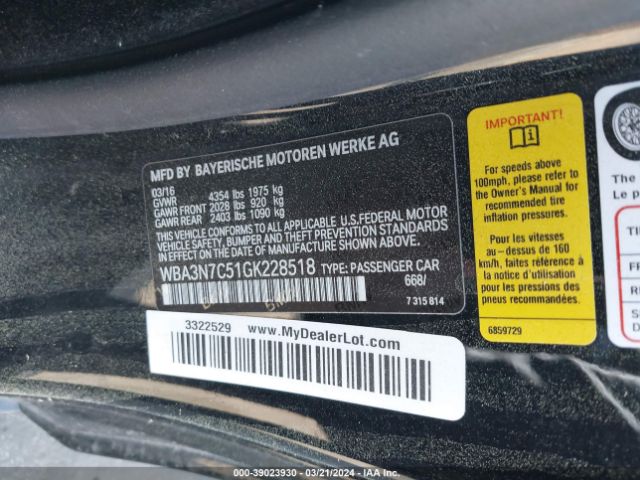 MFD BY BAYERISCHE MOTOREN WERKE AG
03/16
GVWR 4354 lbs 1975 kg
GAWR FRONT 2028 lbs 920 kg
GAWR REAR 2403 lbs 1090 kg
THIS VEHICLE CONFORMS TO ALL APPLICABLE U.S.FEDERAL MOTOR
VEHICLE SAFETY, BUMPER AND THEFT PREVENTION STANDARDS
IN EFFECT ON THE DATE OF MANUFACTURE SHOWN ABOVE.
WBA3N7C51GK228518 TYPE: PASSENGER CAR
668/
7 315 814
3322529 www.MyDealerLot.com
IMPORTANT!
For speeds above
100mph, please refer to
the Owner's Manual for
recommended tire
inflation pressures.
Pour les vitesses
au-dessus de 160
km/h, consultez
la notice d'utilisation
pour les pressions des
pneus recommandées.
6859729
The
Le p
TI
F
R
S
D
000-39023930 - 03/21/2024 - IAA Inc.